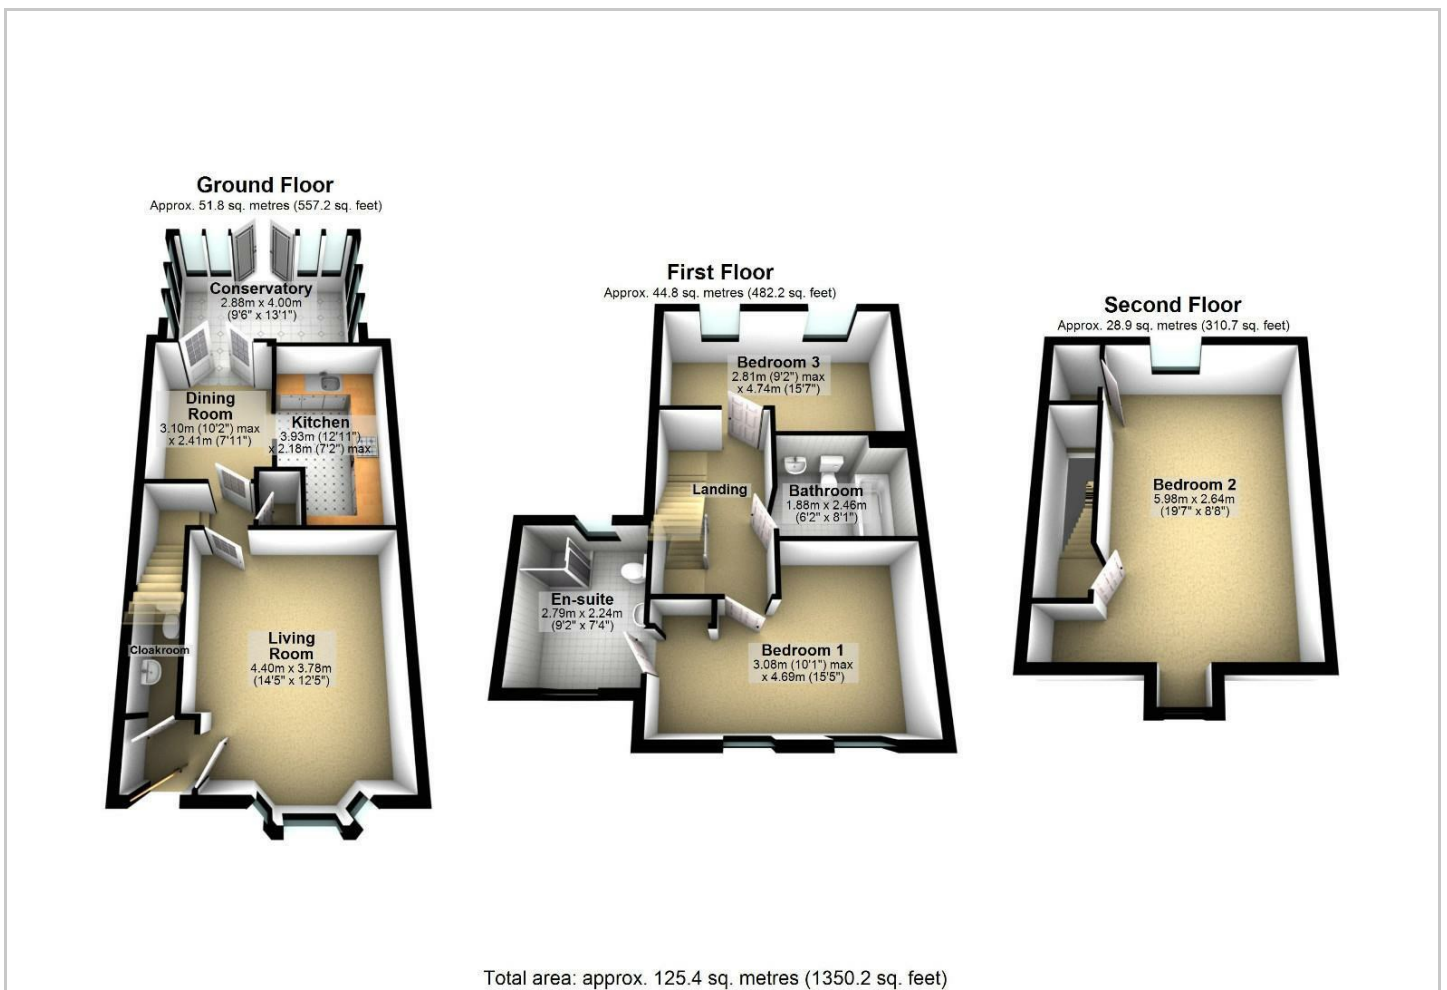 Ground Floor
Approx. 51.8 sq. metres (557.2 sq. feet)
Conservatory
2.88m x 4.00m
(9'6" x 13'1")
Dining
Room
3.10m (10'2") max
x 2.41m (7'11")
Kitchen
3.93m (12'11")
x 2.18m (7'2") max
Living
Room
4.40m x 3.78m
(14'5" x 12'5")
Cloakroom
First Floor
Approx. 44.8 sq. metres (482.2 sq. feet)
Bedroom 3
2.81m (9'2") max
x 4.74m (15'7")
Landing
Bathroom
1.88m x 2.46m
(6'2" x 8'1")
En-suite
2.79m x 2.24m
(9'2" x 7'4")
Bedroom 1
3.08m (10'1") max
x 4.69m (15'5")
Second Floor
Approx. 28.9 sq. metres (310.7 sq. feet)
Bedroom 2
5.98m x 2.64m
(19'7" x 8'8")
Total area: approx. 125.4 sq. metres (1350.2 sq. feet)